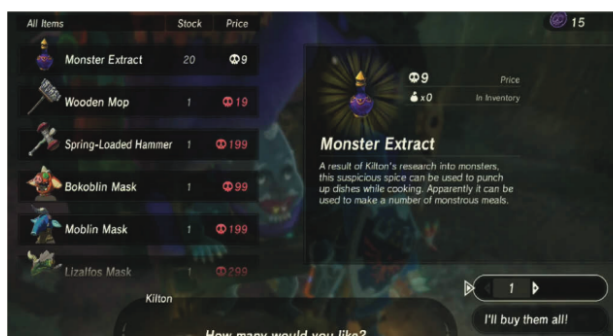 All Items Stock Price
15
Monster Extract 20 9
Wooden Mop 1 19
Spring-Loaded Hammer 1 199
Bokoblin Mask 1 99
Moblin Mask 1 199
Lizalfos Mask 1 299
9 Price
x0 In Inventory
Monster Extract
A result of Kilton's research into monsters,
this suspicious spice can be used to punch
up dishes while cooking. Apparently it can be
used to make a number of monstrous meals.
1
I'll buy them all!
Kilton
How many would you like?